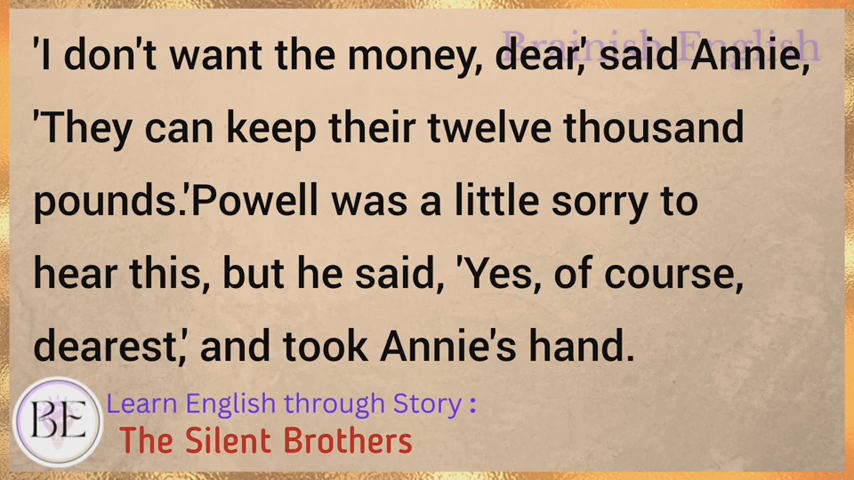 Brainish English
'I don't want the money, dear,' said Annie,
'They can keep their twelve thousand
pounds.'Powell was a little sorry to
hear this, but he said, 'Yes, of course,
dearest,' and took Annie's hand.
BE
Learn English through Story :
The Silent Brothers